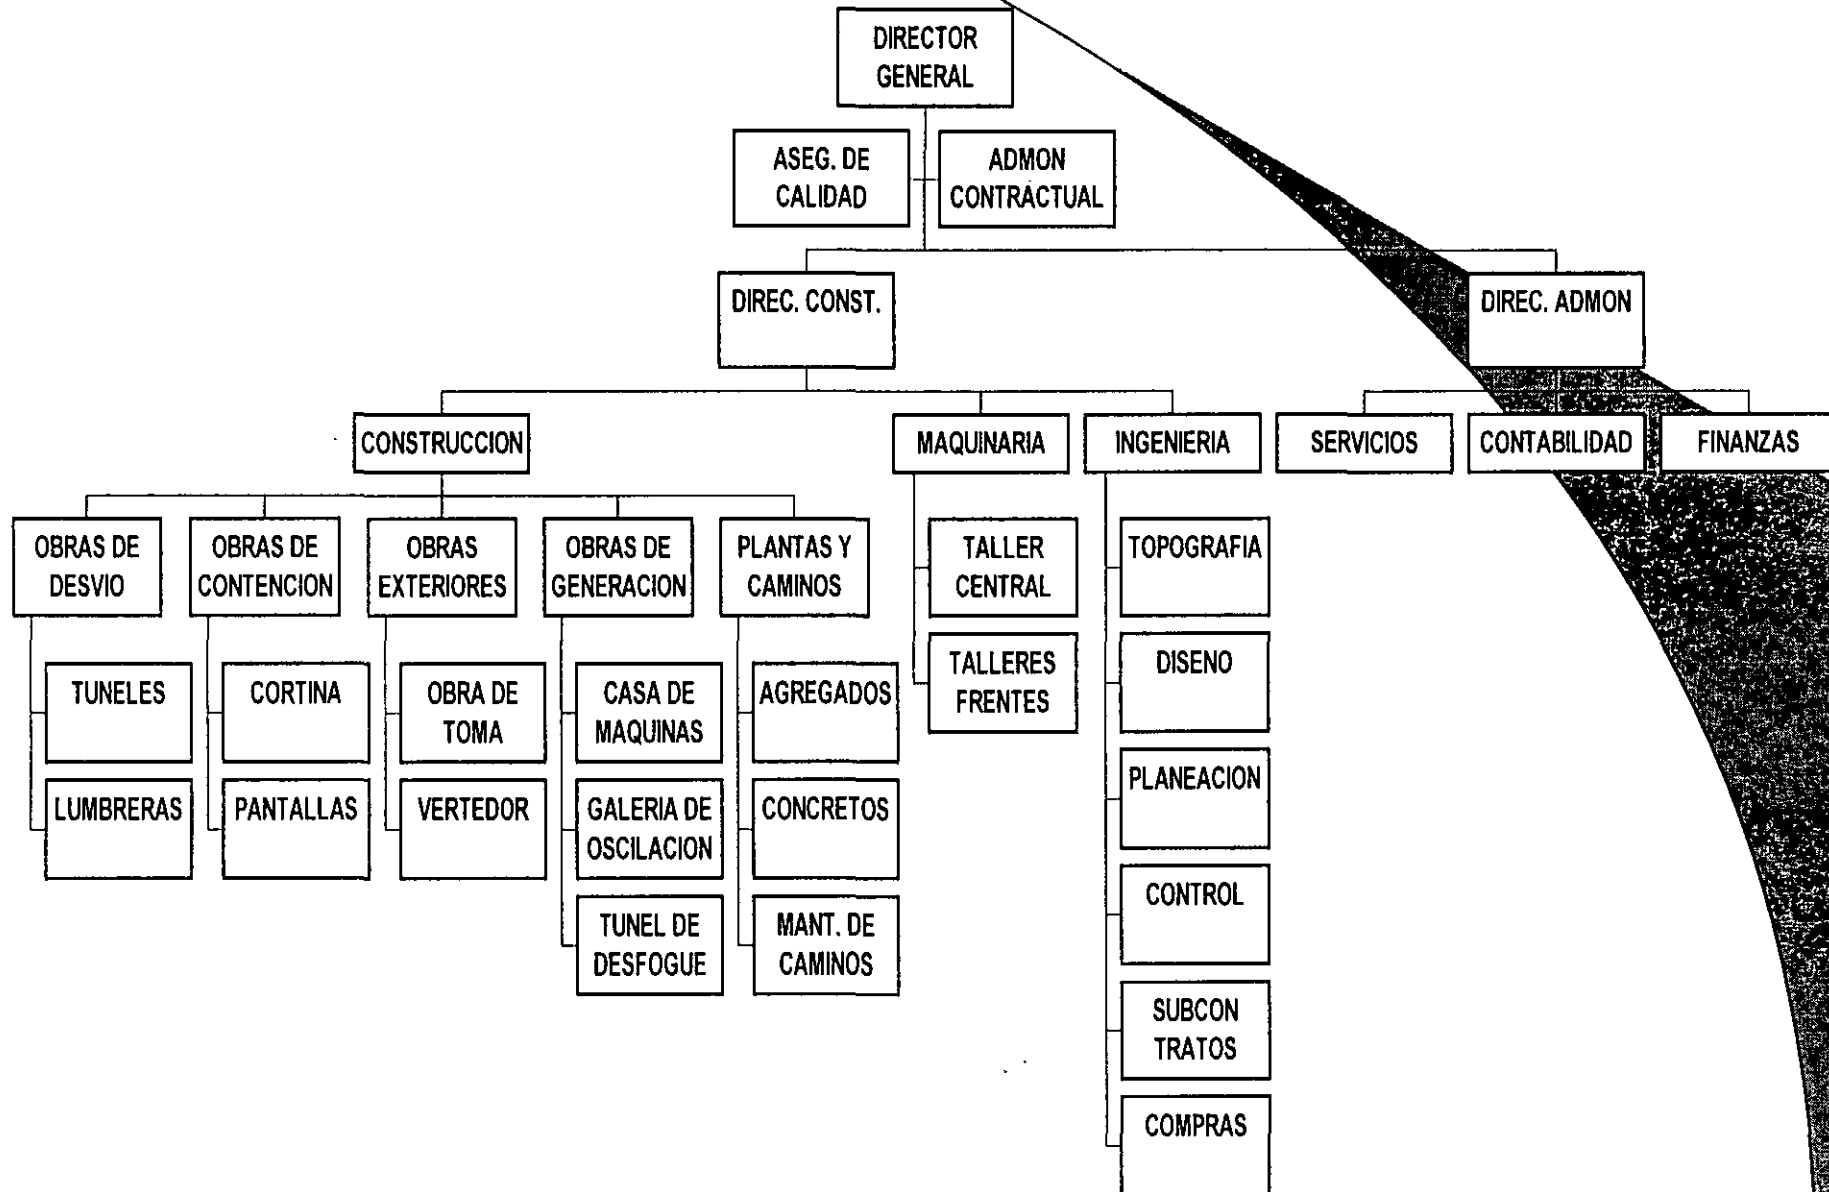 DIRECTOR
GENERAL
ASEG. DE
CALIDAD
ADMON
CONTRACTUAL
DIREC. CONST.
DIREC. ADMON
CONSTRUCCION
MAQUINARIA
INGENIERIA
SERVICIOS
CONTABILIDAD
FINANZAS
OBRAS DE
DESVIO
OBRAS DE
CONTENCION
OBRAS
EXTERIORES
OBRAS DE
GENERACION
PLANTAS Y
CAMINOS
TALLER
CENTRAL
TOPOGRAFIA
TUNELES
CORTINA
OBRA DE
TOMA
CASA DE
MAQUINAS
AGREGADOS
TALLERES
FRENTES
DISENO
LUMBRERAS
PANTALLAS
VERTEDOR
GALERIA DE
OSCILACION
CONCRETOS
PLANEACION
TUNEL DE
DESFOGUE
MANT. DE
CAMINOS
CONTROL
SUBCON
TRATOS
COMPRAS